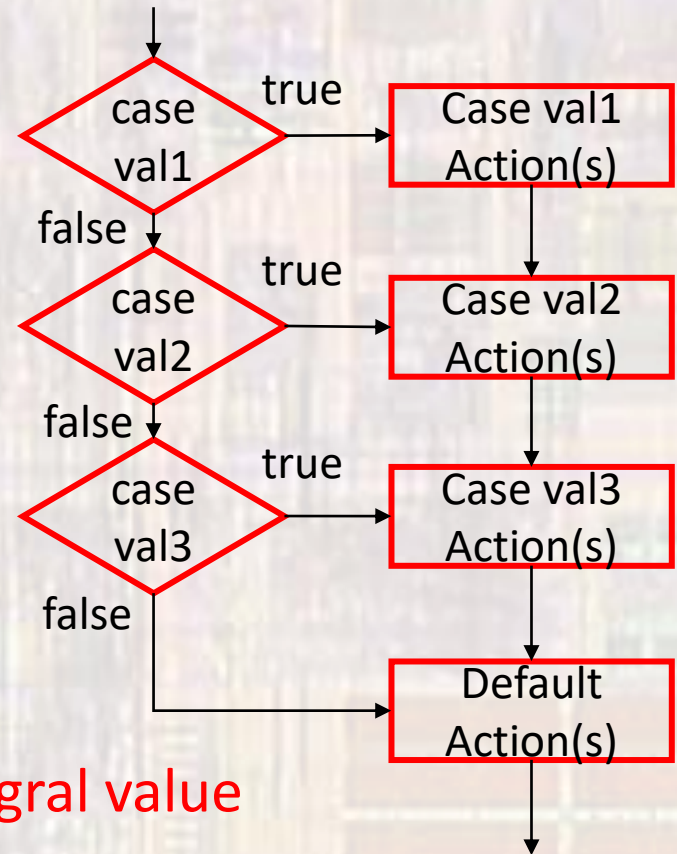 case
val1
true
Case val1
Action(s)
false
case
val2
true
Case val2
Action(s)
false
case
val3
true
Case val3
Action(s)
false
Default
Action(s)
gral value